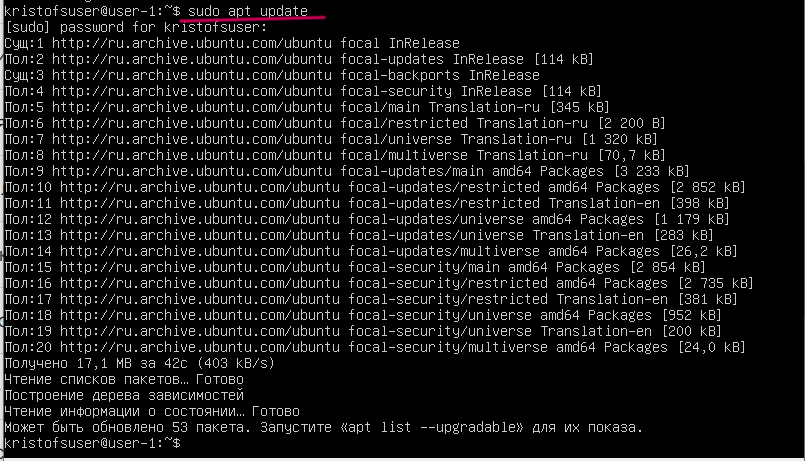 kristofsuser@user-1:~$ sudo apt update
[sudo] password for kristofsuser:
Сущ:1 http://ru.archive.ubuntu.com/ubuntu focal InRelease
Пол:2 http://ru.archive.ubuntu.com/ubuntu focal-updates InRelease [114 kB]
Сущ:3 http://ru.archive.ubuntu.com/ubuntu focal-backports InRelease
Пол:4 http://ru.archive.ubuntu.com/ubuntu focal-security InRelease [114 kB]
Пол:5 http://ru.archive.ubuntu.com/ubuntu focal/main Translation-ru [345 kB]
Пол:6 http://ru.archive.ubuntu.com/ubuntu focal/restricted Translation-ru [2 200 B]
Пол:7 http://ru.archive.ubuntu.com/ubuntu focal/universe Translation-ru [1 320 kB]
Пол:8 http://ru.archive.ubuntu.com/ubuntu focal/multiverse Translation-ru [70,7 kB]
Пол:9 http://ru.archive.ubuntu.com/ubuntu focal-updates/main amd64 Packages [3 233 kB]
Пол:10 http://ru.archive.ubuntu.com/ubuntu focal-updates/restricted amd64 Packages [2 852 kB]
Пол:11 http://ru.archive.ubuntu.com/ubuntu focal-updates/restricted Translation-en [398 kB]
Пол:12 http://ru.archive.ubuntu.com/ubuntu focal-updates/universe amd64 Packages [1 179 kB]
Пол:13 http://ru.archive.ubuntu.com/ubuntu focal-updates/universe Translation-en [283 kB]
Пол:14 http://ru.archive.ubuntu.com/ubuntu focal-updates/multiverse amd64 Packages [26,2 kB]
Пол:15 http://ru.archive.ubuntu.com/ubuntu focal-security/main amd64 Packages [2 854 kB]
Пол:16 http://ru.archive.ubuntu.com/ubuntu focal-security/restricted amd64 Packages [2 735 kB]
Пол:17 http://ru.archive.ubuntu.com/ubuntu focal-security/restricted Translation-en [381 kB]
Пол:18 http://ru.archive.ubuntu.com/ubuntu focal-security/universe amd64 Packages [952 kB]
Пол:19 http://ru.archive.ubuntu.com/ubuntu focal-security/universe Translation-en [200 kB]
Пол:20 http://ru.archive.ubuntu.com/ubuntu focal-security/multiverse amd64 Packages [24,0 kB]
Получено 17,1 MB за 42с (403 kB/s)
Чтение списков пакетов… Готово
Построение дерева зависимостей
Чтение информации о состоянии… Готово
Может быть обновлено 53 пакета. Запустите «apt list --upgradable» для их показа.
kristofsuser@user-1:~$